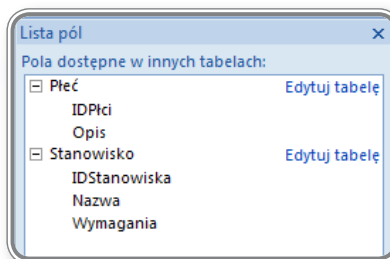 Lista pól
Pola dostępne w innych tabelach:
Płeć Edytuj tabelę
IDPłci
Opis
Stanowisko Edytuj tabelę
IDStanowiska
Nazwa
Wymagania